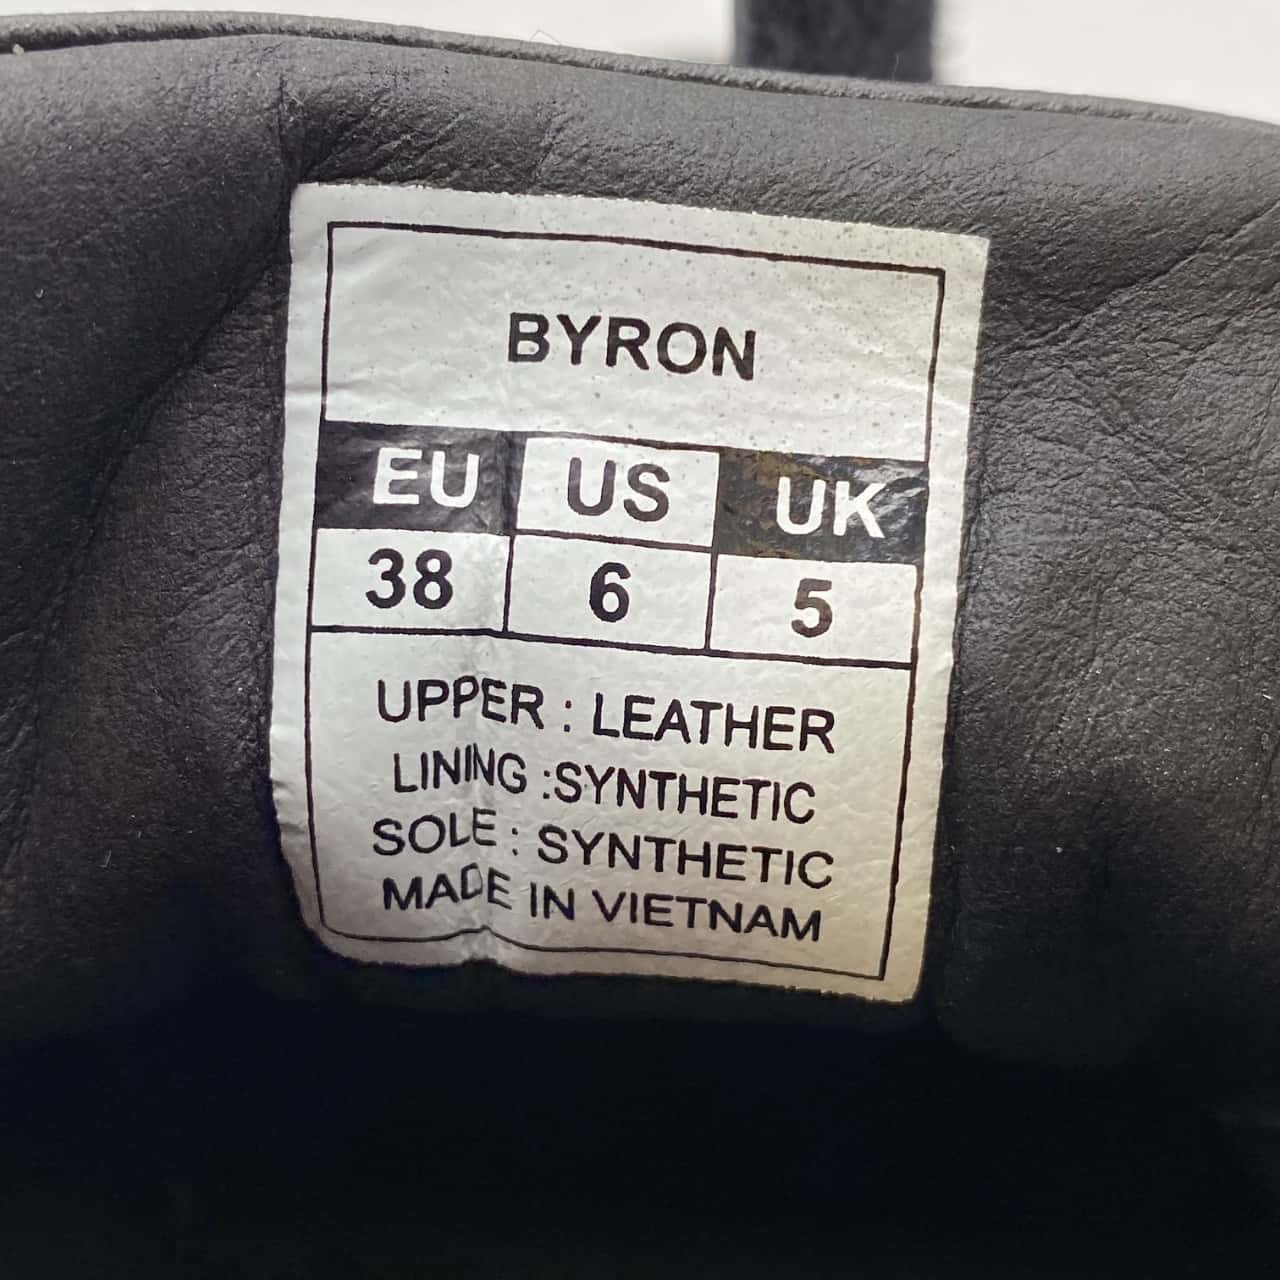 BYRON
EU US UK
38 6 5
UPPER : LEATHER
LINING :SYNTHETIC
SOLE : SYNTHETIC
MADE IN VIETNAM